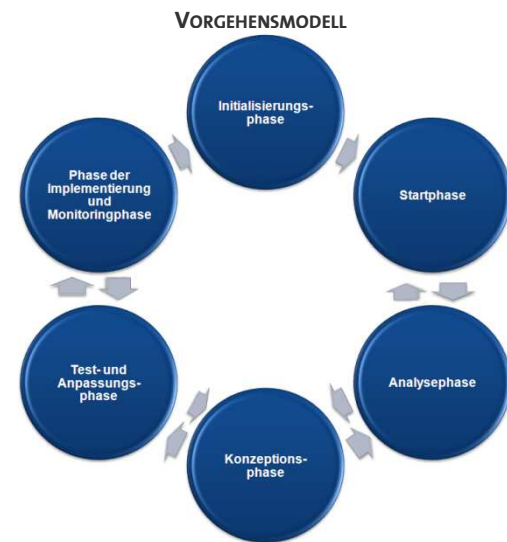 VORGEHENSMODELL
Initialisierungs-
phase
Startphase
Analysephase
Konzeptions-
phase
Test- und
Anpassungs-
phase
Phase der
Implementierung
und
Monitoringphase